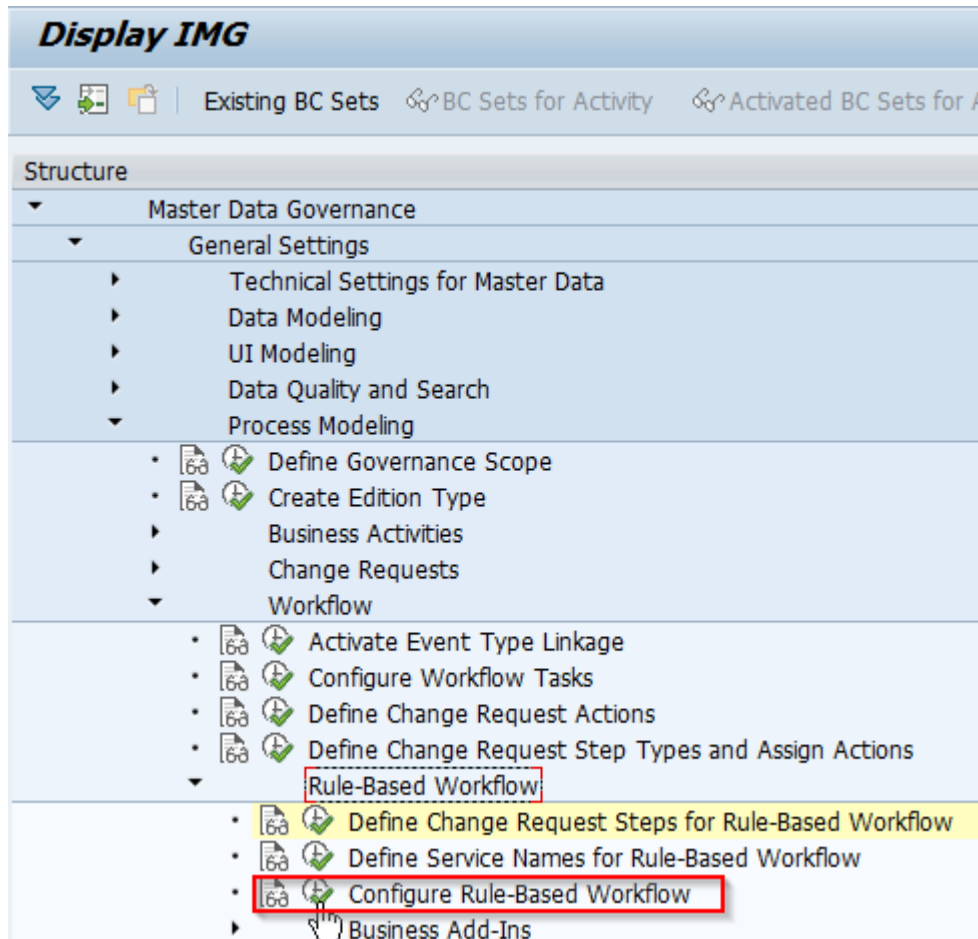 Display IMG
Existing BC Sets BC Sets for Activity Activated BC Sets for
Structure
Master Data Governance
General Settings
Technical Settings for Master Data
Data Modeling
UI Modeling
Data Quality and Search
Process Modeling
Define Governance Scope
Create Edition Type
Business Activities
Change Requests
Workflow
Activate Event Type Linkage
Configure Workflow Tasks
Define Change Request Actions
Define Change Request Step Types and Assign Actions
Rule-Based Workflow
Define Change Request Steps for Rule-Based Workflow
Define Service Names for Rule-Based Workflow
Configure Rule-Based Workflow
Business Add-Ins